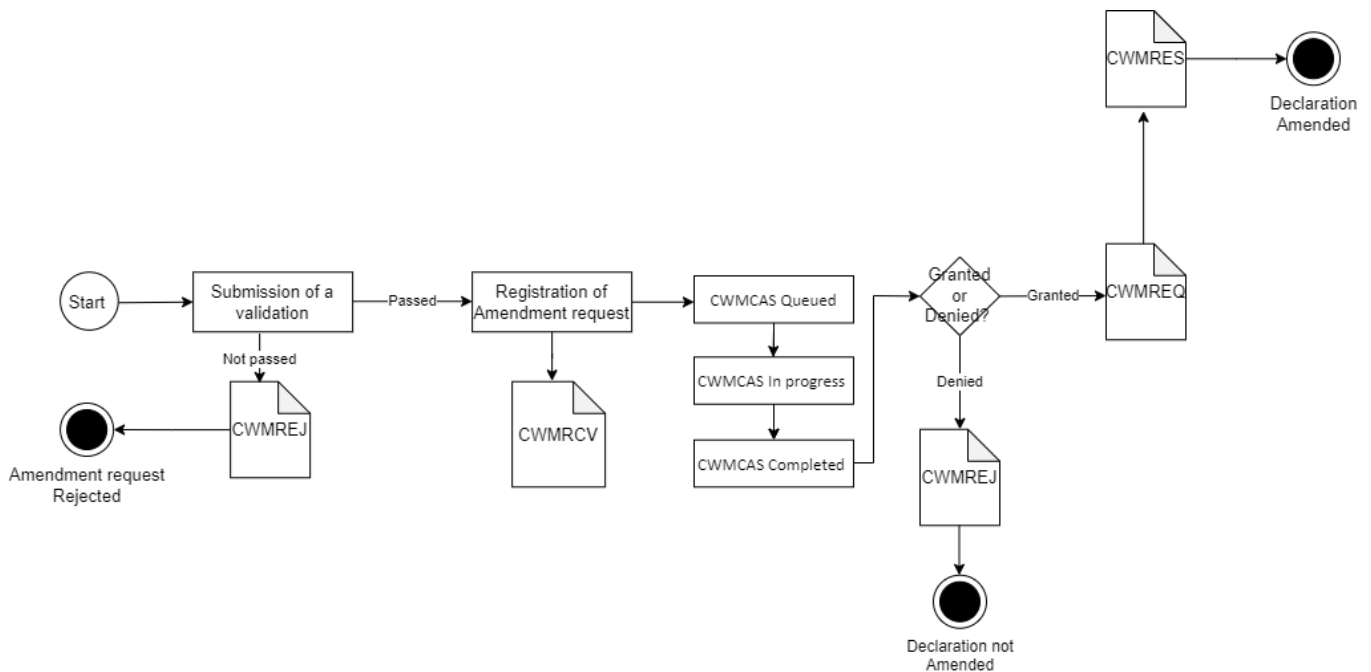 CWMRES
Declaration
Amended
Start
Submission of a
validation
Passed
Registration of
Amendment request
CWMCAS Queued
Granted
or
Denied?
Granted
CWMREQ
Not passed
CWMCAS In progress
Denied
CWMREJ
Amendment request
Rejected
CWMRCV
CWMCAS Completed
CWMREJ
Declaration not
Amended